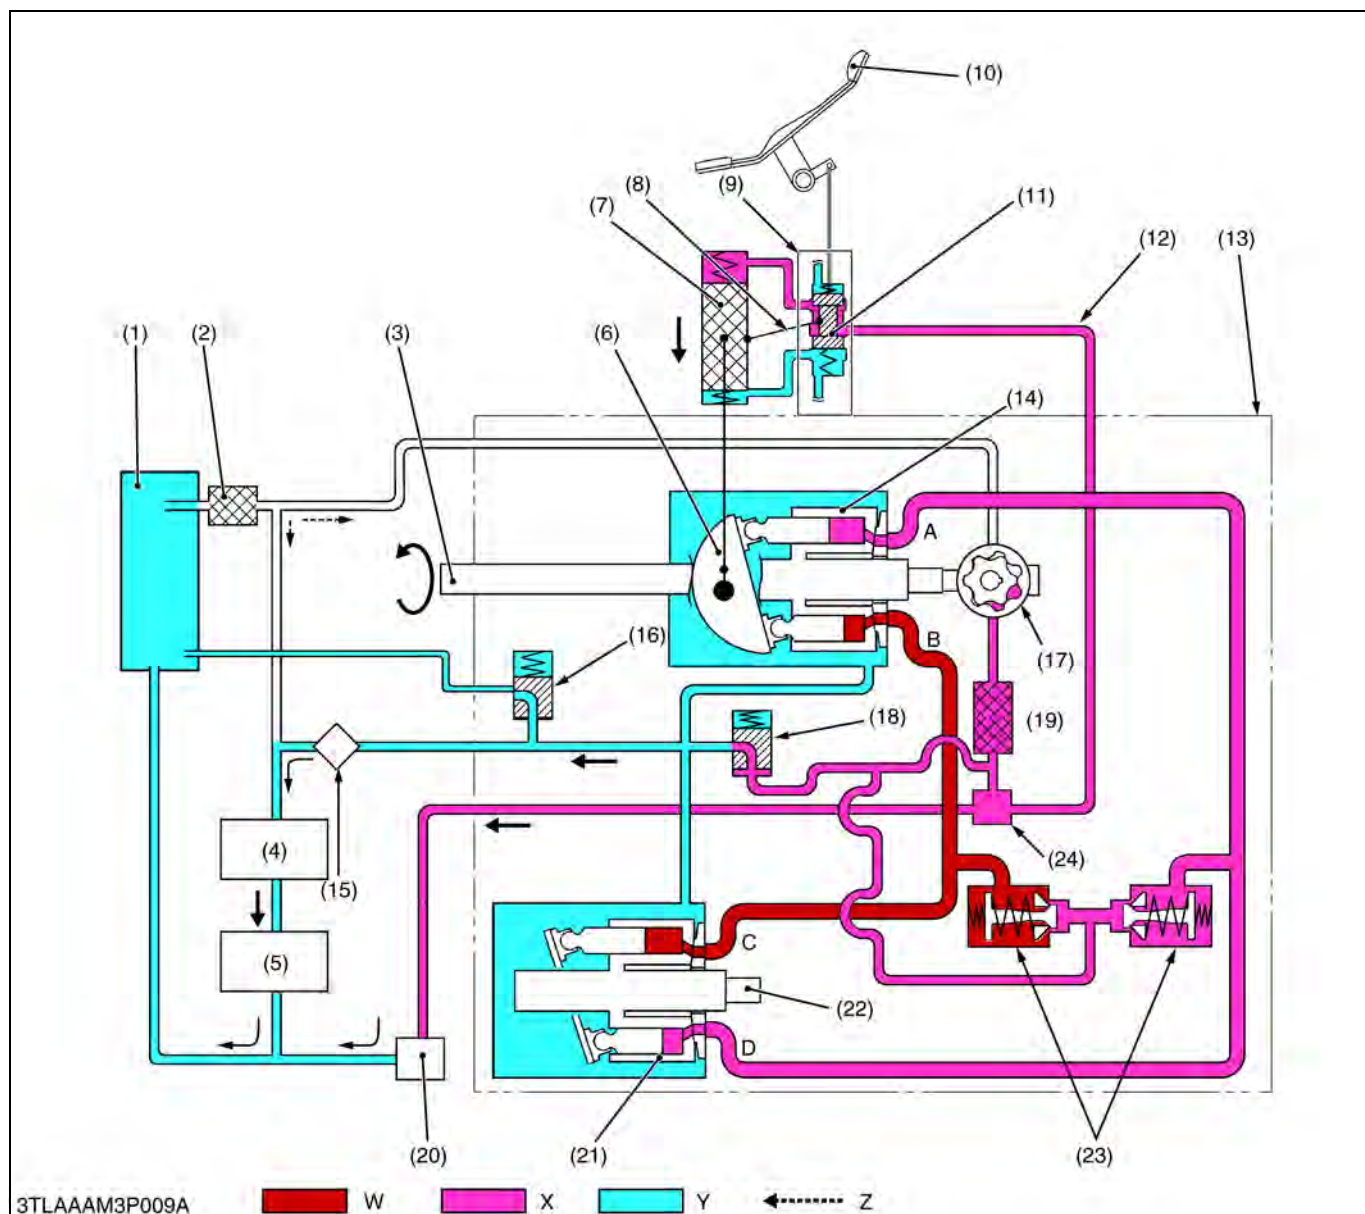 (10)
(8)
(9)
(7)
(11)
(12)
(13)
(1)
(2)
(3)
(6)
(14)
A
B
(16)
(17)
(18)
(19)
(4)
(15)
(24)
(5)
C
(22)
D
(20)
(21)
(23)
3TLAAAM3P009A
W
X
Y
Z